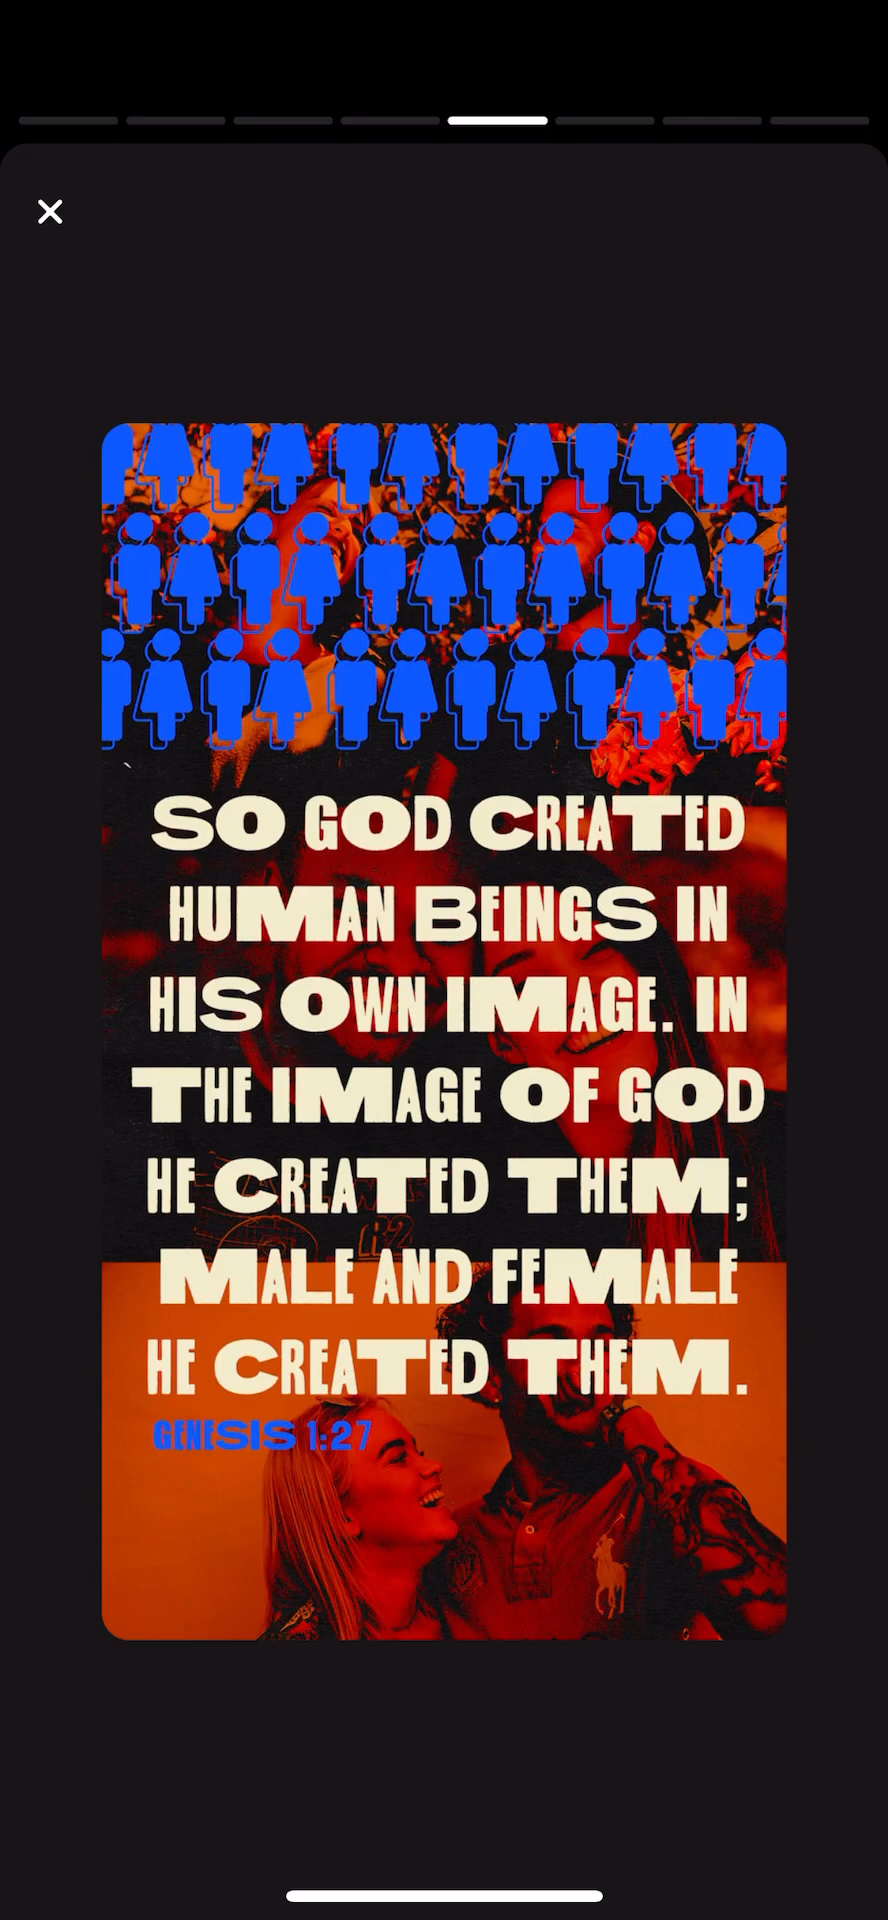 SO GOD CREATED
HUMAN BEINGS IN
HIS OWN IMAGE. IN
THE IMAGE OF GOD
HE CREATED THEM;
MALE AND FEMALE
HE CREATED THEM.
GENESIS 1:27